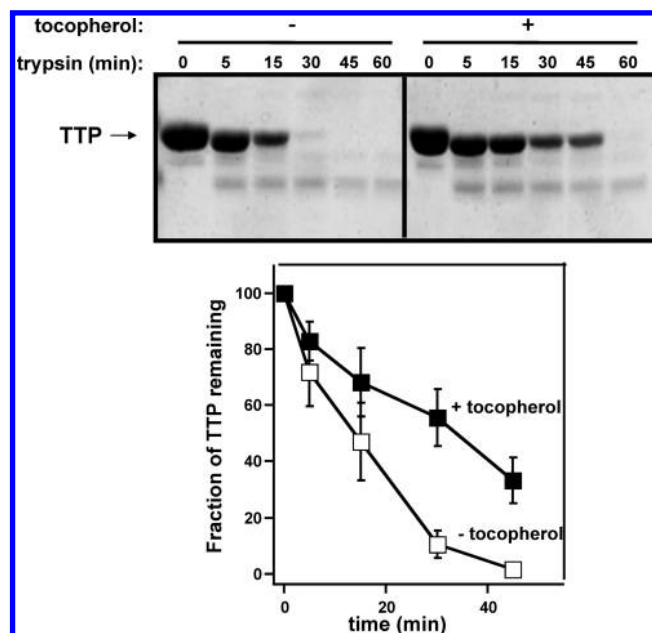 tocopherol: - +
trypsin (min): 0 5 15 30 45 60 0 5 15 30 45 60
TTP →
100
80
60
40
20
0
Fraction of TTP remaining
+ tocopherol
- tocopherol
0 20 40
time (min)